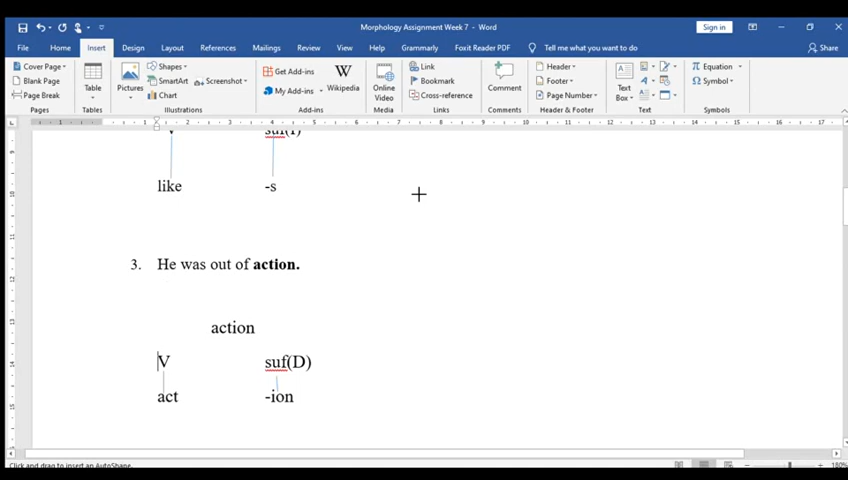 Morphology Assignment Week 7 - Word
Sign in
File Home Insert Design Layout References Mailings Review View Help Grammarly Foxit Reader PDF Tell me what you want to do Share
Cover Page
Blank Page
Page Break
Pages
Table
Tables
Pictures
Shapes
SmartArt
Chart
Screenshot
Illustrations
Get Add-ins
My Add-ins
Wikipedia
Add-ins
Online Video
Media
Link
Bookmark
Cross-reference
Links
Comment
Comments
Header
Footer
Page Number
Header & Footer
Text Box
Equation
Symbol
Symbols
like -s
3. He was out of action.
action
V suf(D)
act -ion
Click and drag to insert an AutoShape.
180%